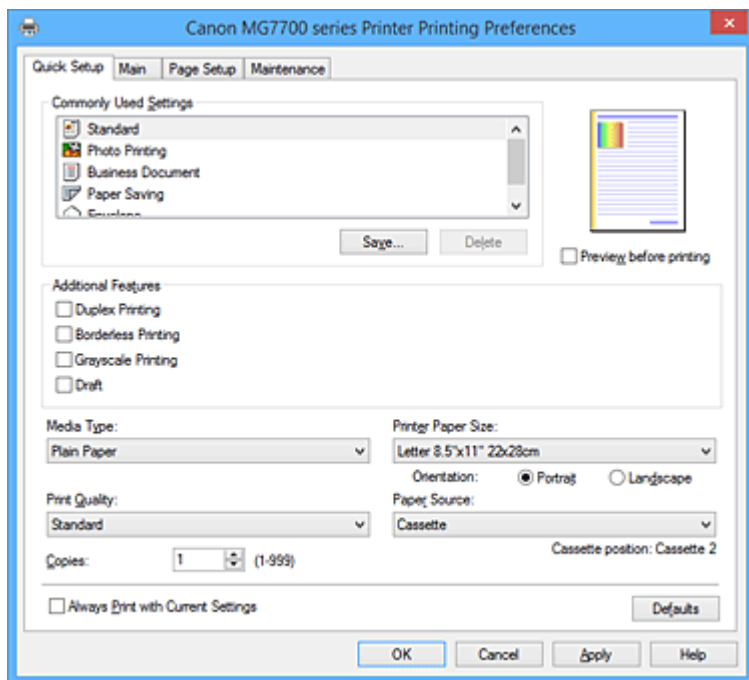 Canon MG7700 series Printer Printing Preferences
Quick Setup Main Page Setup Maintenance
Commonly Used Settings
Standard
Photo Printing
Business Document
Paper Saving
Envelope
Save... Delete
Preview before printing
Additional Features
Duplex Printing
Borderless Printing
Grayscale Printing
Draft
Media Type:
Plain Paper
Printer Paper Size:
Letter 8.5"x11" 22x28cm
Orientation: Portrait Landscape
Print Quality:
Standard
Paper Source:
Cassette
Cassette position: Cassette 2
Copies: 1 (1-999)
Always Print with Current Settings
Defaults
OK Cancel Apply Help